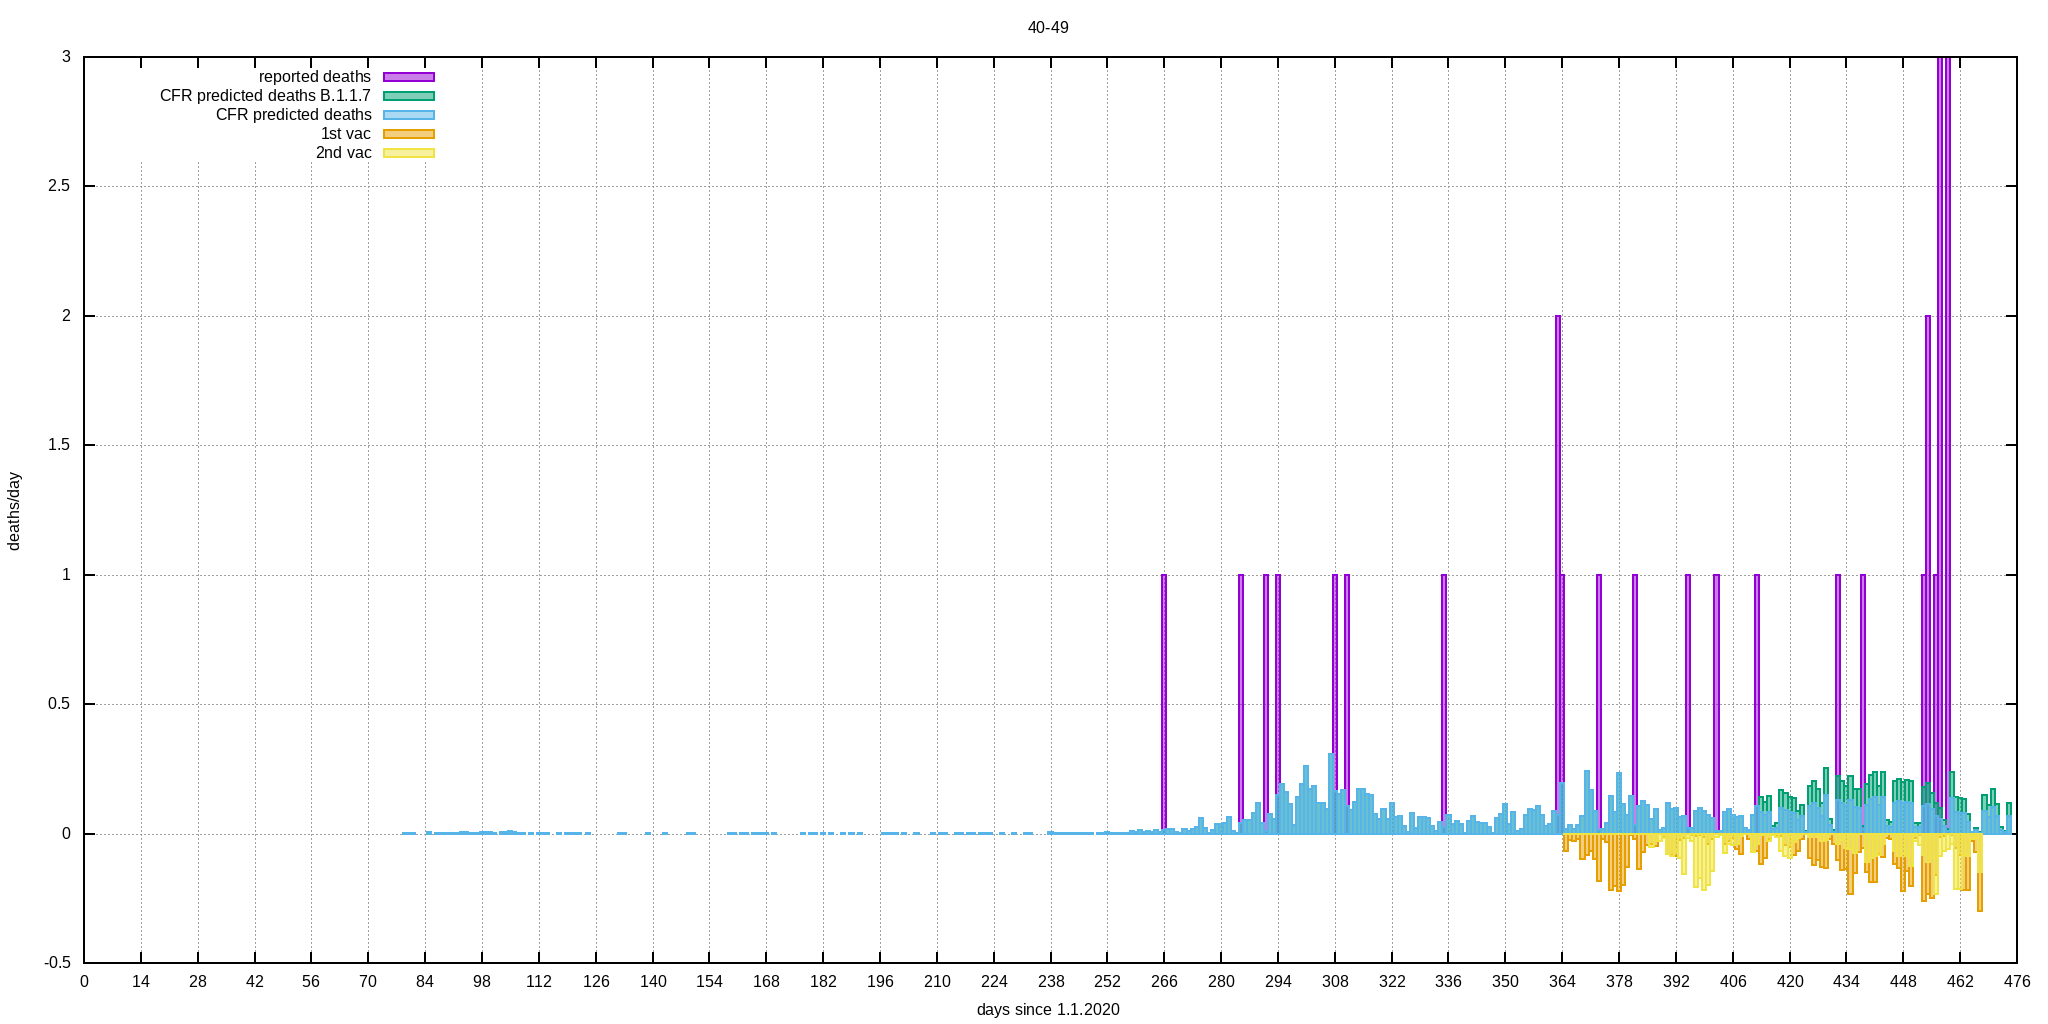 40-49
reported deaths
CFR predicted deaths B.1.1.7
CFR predicted deaths
1st vac
2nd vac
3
2.5
2
1.5
1
0.5
0
-0.5
deaths/day
0 14 28 42 56 70 84 98 112 126 140 154 168 182 196 210 224 238 252 266 280 294 308 322 336 350 364 378 392 406 420 434 448 462 476
days since 1.1.2020